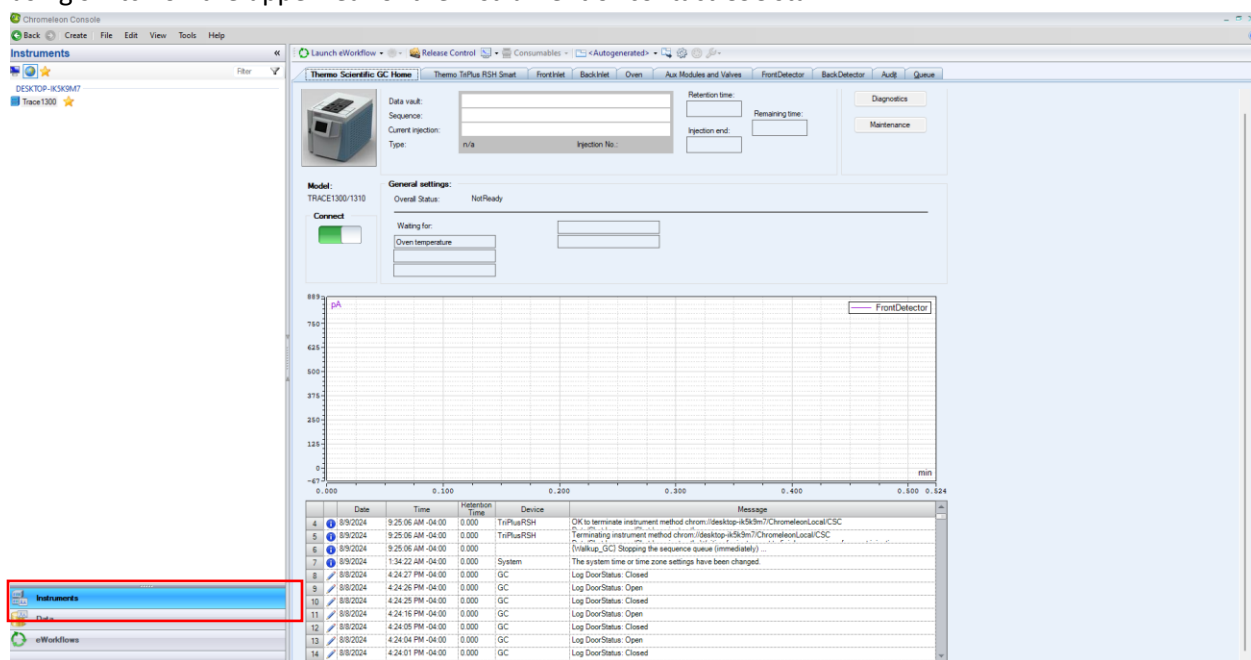 Chromeleon Console
Back Create File Edit View Tools Help
Instruments «
Filter
DESKTOP-IK5K9M7
Trace1300
Launch eWorkflow Release Control Consumables <Autogenerated>
Thermo Scientific GC Home Thermo TriPlus RSH Smart FrontInlet BackInlet Oven Aux Modules and Valves FrontDetector BackDetector Audit Queue
Data vault:
Sequence:
Current injection:
Type: n/a Injection No.:
Retention time:
Remaining time:
Injection end:
Diagnostics
Maintenance
Model:
TRACE1300/1310
Connect
General settings:
Overall Status: NotReady
Waiting for:
Oven temperature
pA
FrontDetector
889
750
625
500
375
250
125
0
-67
min
0.000 0.100 0.200 0.300 0.400 0.500 0.524
Date Time Retention Time Device Message
4 8/9/2024 9:25:06 AM -04:00 0.000 TriPlusRSH OK to terminate instrument method chrom://desktop-ik5k9m7/ChromeleonLocal/CSC
5 8/9/2024 9:25:06 AM -04:00 0.000 TriPlusRSH Terminating instrument method chrom://desktop-ik5k9m7/ChromeleonLocal/CSC
6 8/9/2024 9:25:06 AM -04:00 0.000 {Walkup_GC} Stopping the sequence queue (immediately) ...
7 8/9/2024 1:34:22 AM -04:00 0.000 System The system time or time zone settings have been changed.
8 8/8/2024 4:24:27 PM -04:00 0.000 GC Log DoorStatus: Closed
9 8/8/2024 4:24:26 PM -04:00 0.000 GC Log DoorStatus: Open
10 8/8/2024 4:24:25 PM -04:00 0.000 GC Log DoorStatus: Closed
11 8/8/2024 4:24:16 PM -04:00 0.000 GC Log DoorStatus: Open
12 8/8/2024 4:24:05 PM -04:00 0.000 GC Log DoorStatus: Closed
13 8/8/2024 4:24:04 PM -04:00 0.000 GC Log DoorStatus: Open
14 8/8/2024 4:24:01 PM -04:00 0.000 GC Log DoorStatus: Closed
Instruments
Data
eWorkflows